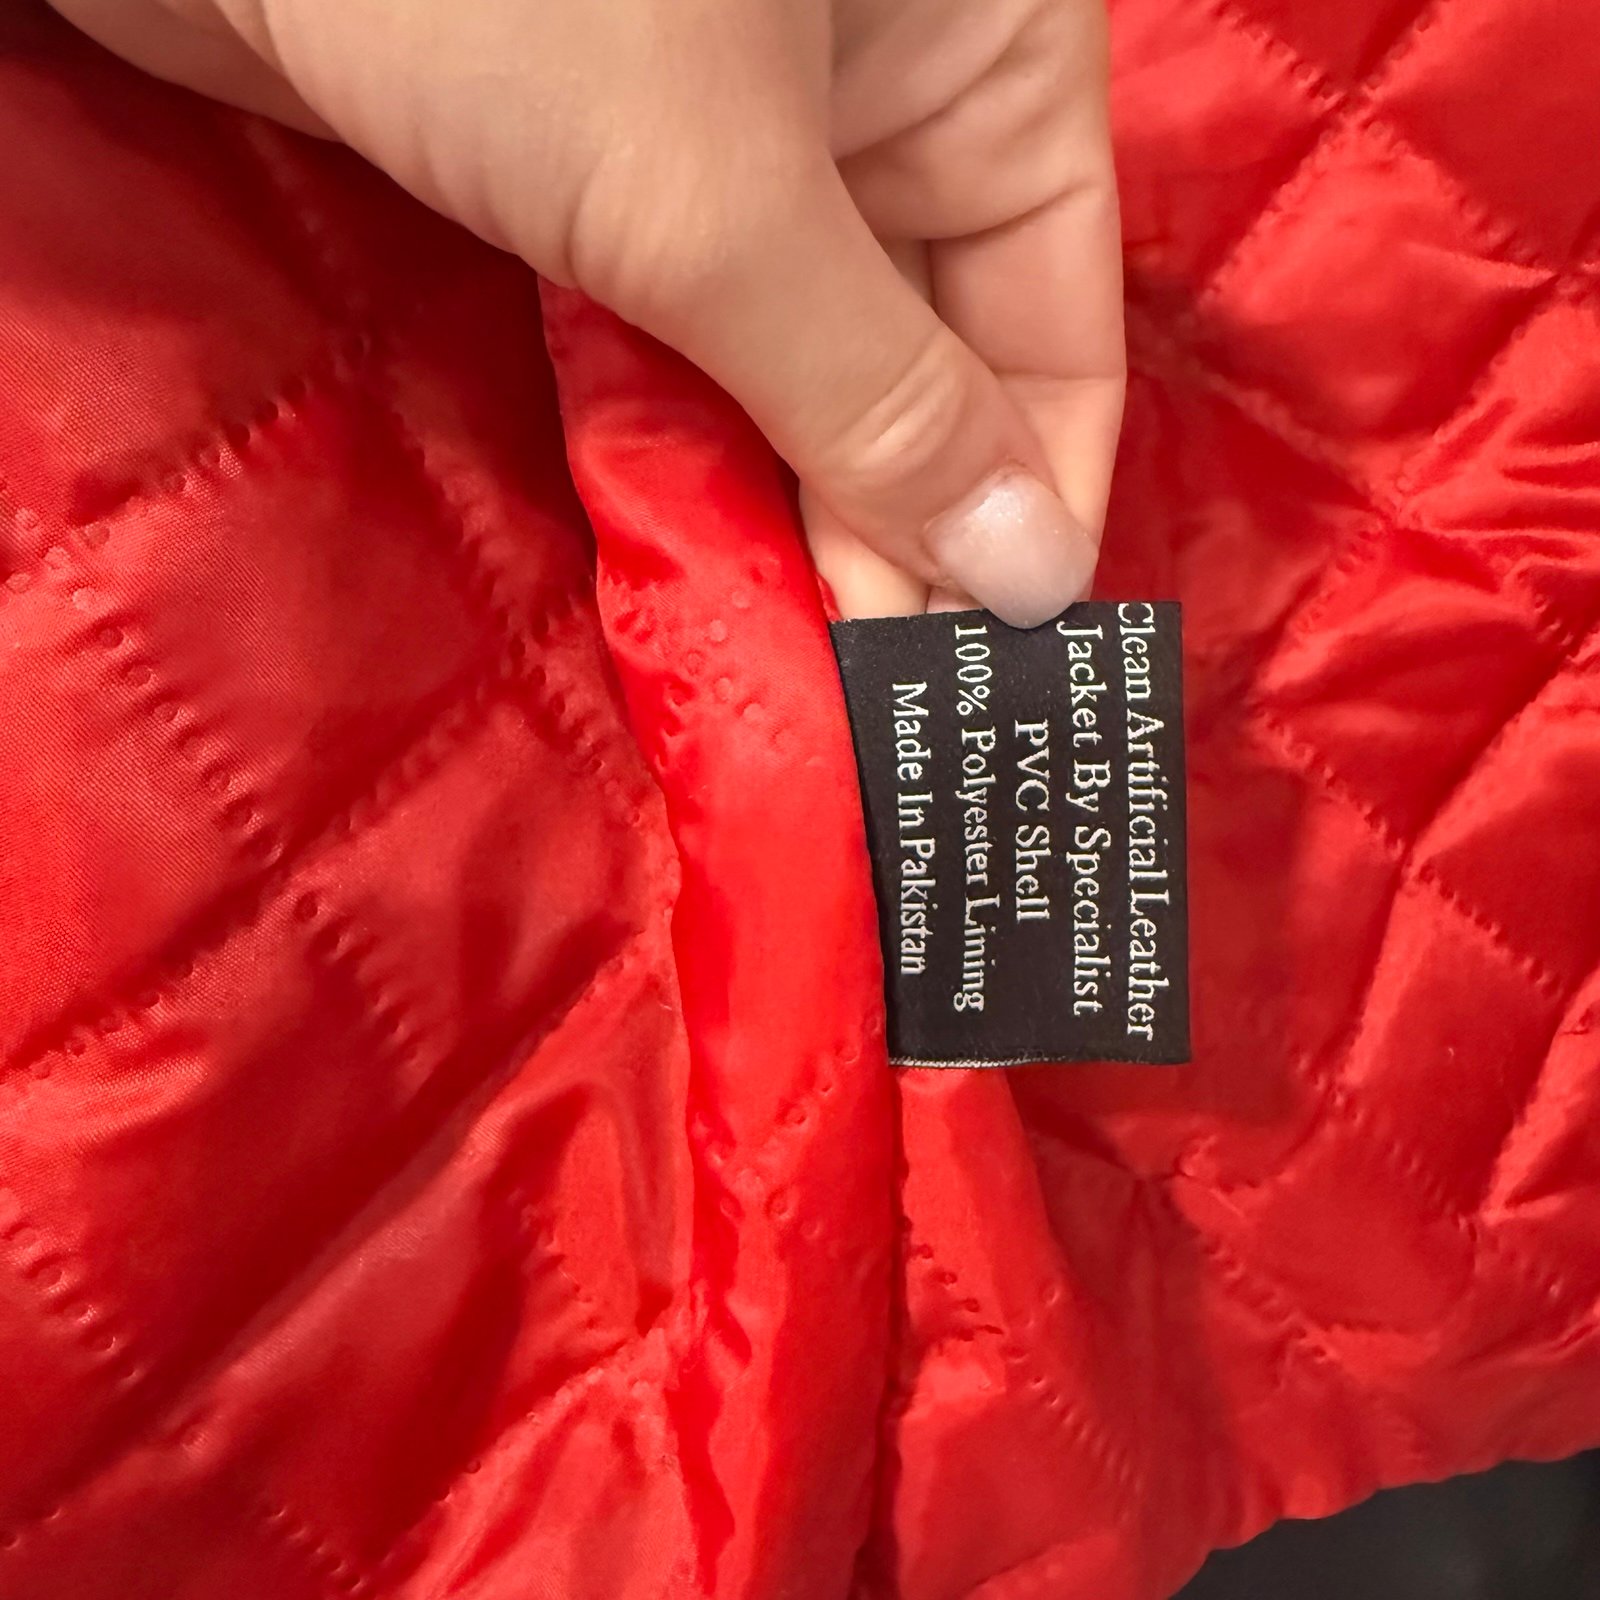 Clean Artificial Leather
Jacket By Specialist
PVC Shell
100% Polyester Lining
Made In Pakistan